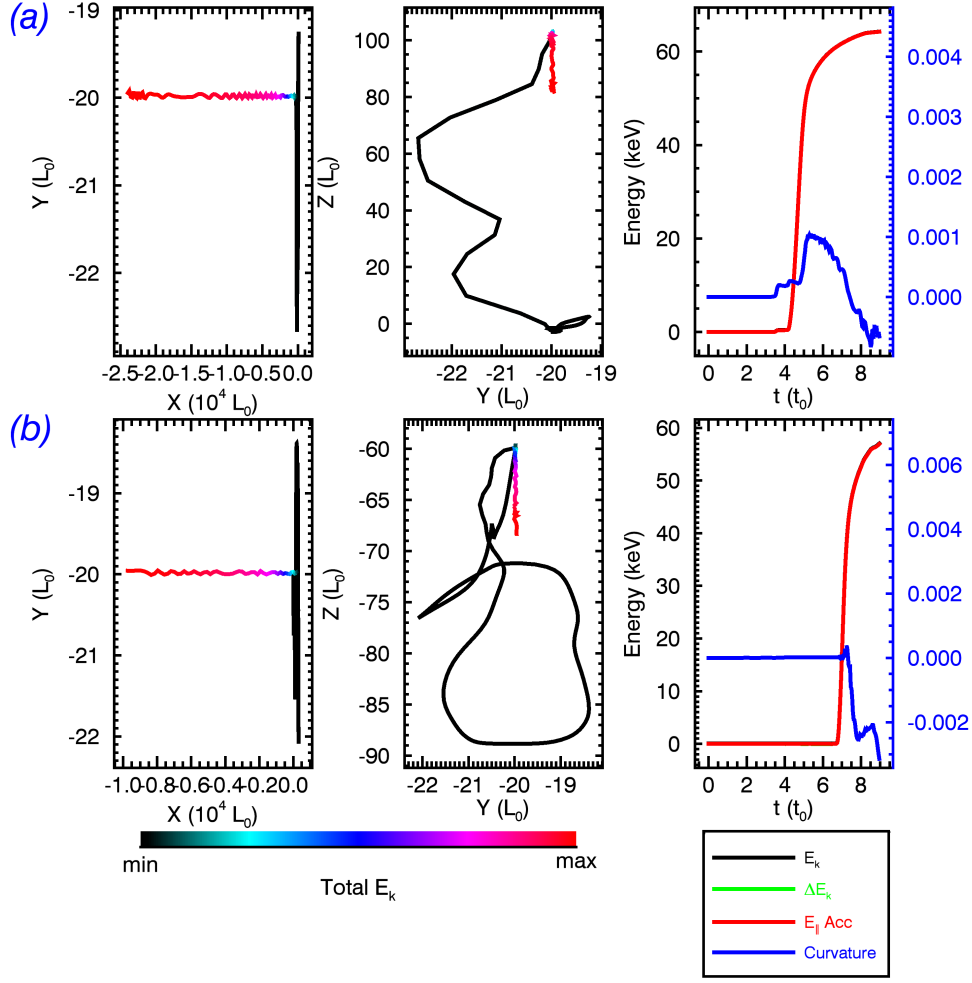 (a)
-19
-20
-21
-22
Y (L0)
-2.5 -2.0 -1.5 -1.0 -0.5 0.0
X (10^4 L0)
100
80
60
40
20
0
Z (L0)
-22 -21 -20 -19
Y (L0)
60
40
20
0
Energy (keV)
0.004
0.003
0.002
0.001
0.000
0 2 4 6 8
t (t0)
(b)
-19
-20
-21
-22
Y (L0)
-1.0 -0.8 -0.6 -0.4 -0.2 0.0
X (10^4 L0)
-60
-65
-70
-75
-80
-85
-90
Z (L0)
-22 -21 -20 -19
Y (L0)
60
50
40
30
20
10
0
Energy (keV)
0.006
0.004
0.002
0.000
-0.002
0 2 4 6 8
t (t0)
min max
Total Ek
Ek
ΔEk
E∥ Acc
Curvature